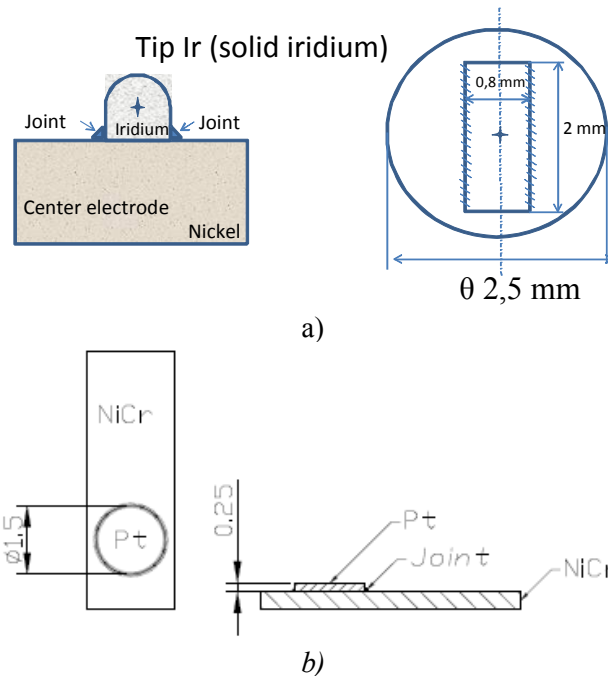 Tip Ir (solid iridium)
Joint
Iridium
Joint
Center electrode
Nickel
0,8 mm
2 mm
θ 2,5 mm
a)
NiCr
Ø1,5
Pt
0.25
Pt
Joint
NiCr
b)